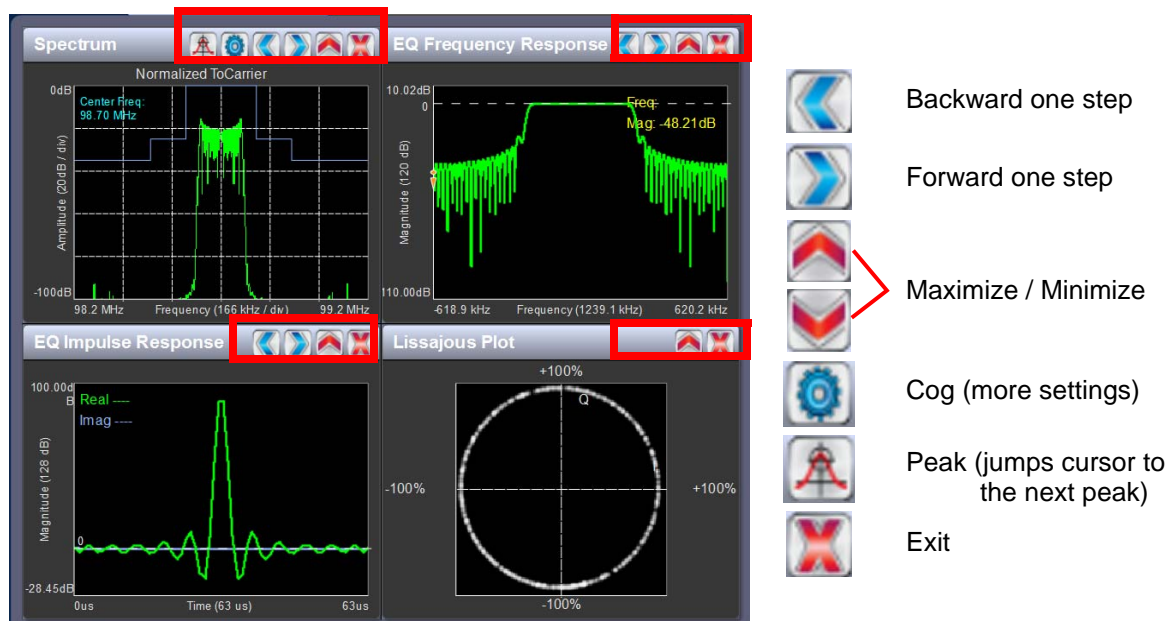 Spectrum
Normalized ToCarrier
0dB
Center Freq:
98.70 MHz
Amplitude (20dB / div)
-100dB
98.2 MHz Frequency (166 kHz / div) 99.2 MHz
EQ Frequency Response
10.02dB
0
Freq:
Mag: -48.21dB
Magnitude (120 dB)
110.00dB
-618.9 kHz Frequency (1239.1 kHz) 620.2 kHz
EQ Impulse Response
100.00d
B
Real ----
Imag ----
Magnitude (128 dB)
0
-28.45dB
0us Time (63 us) 63us
Lissajous Plot
+100%
Q
-100% +100%
-100%
Backward one step
Forward one step
Maximize / Minimize
Cog (more settings)
Peak (jumps cursor to
the next peak)
Exit